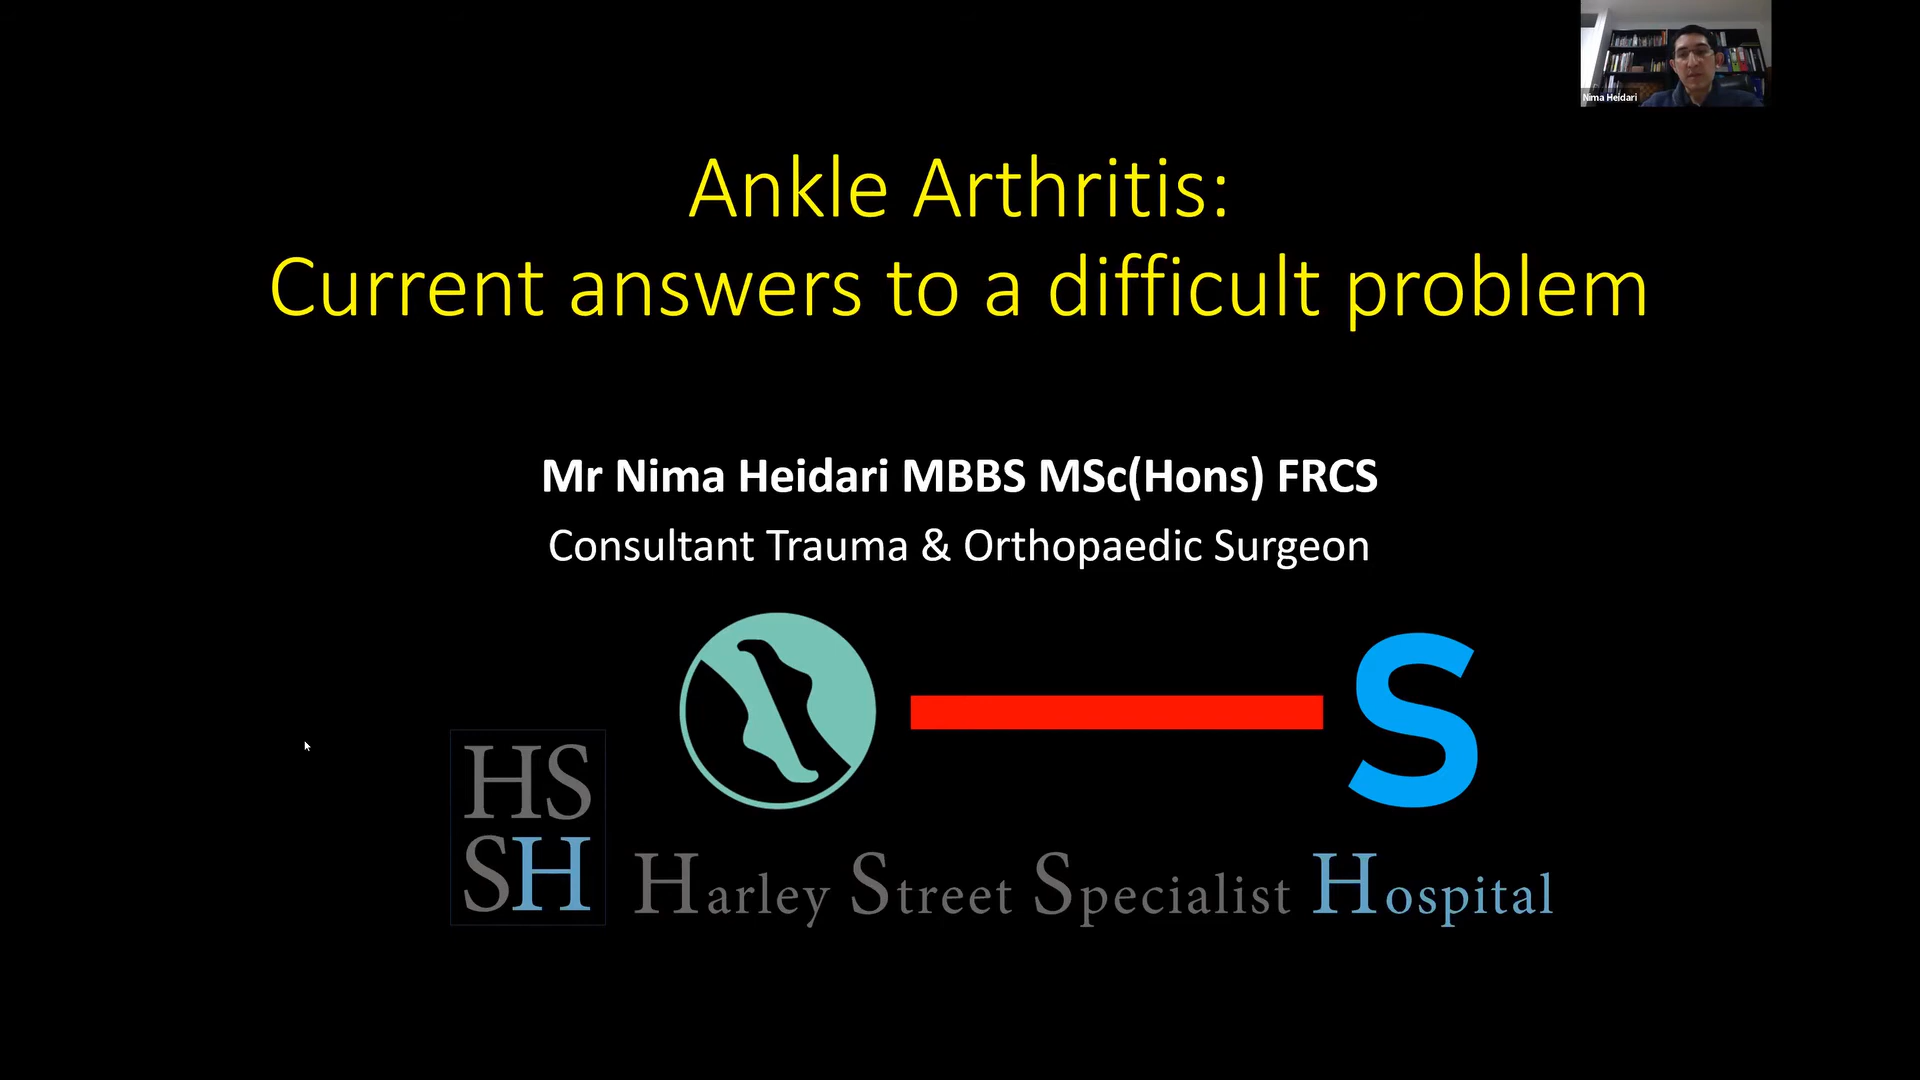 Nima Heidari
Ankle Arthritis:
Current answers to a difficult problem
Mr Nima Heidari MBBS MSc(Hons) FRCS
Consultant Trauma & Orthopaedic Surgeon
S
HS
SH
Harley Street Specialist Hospital